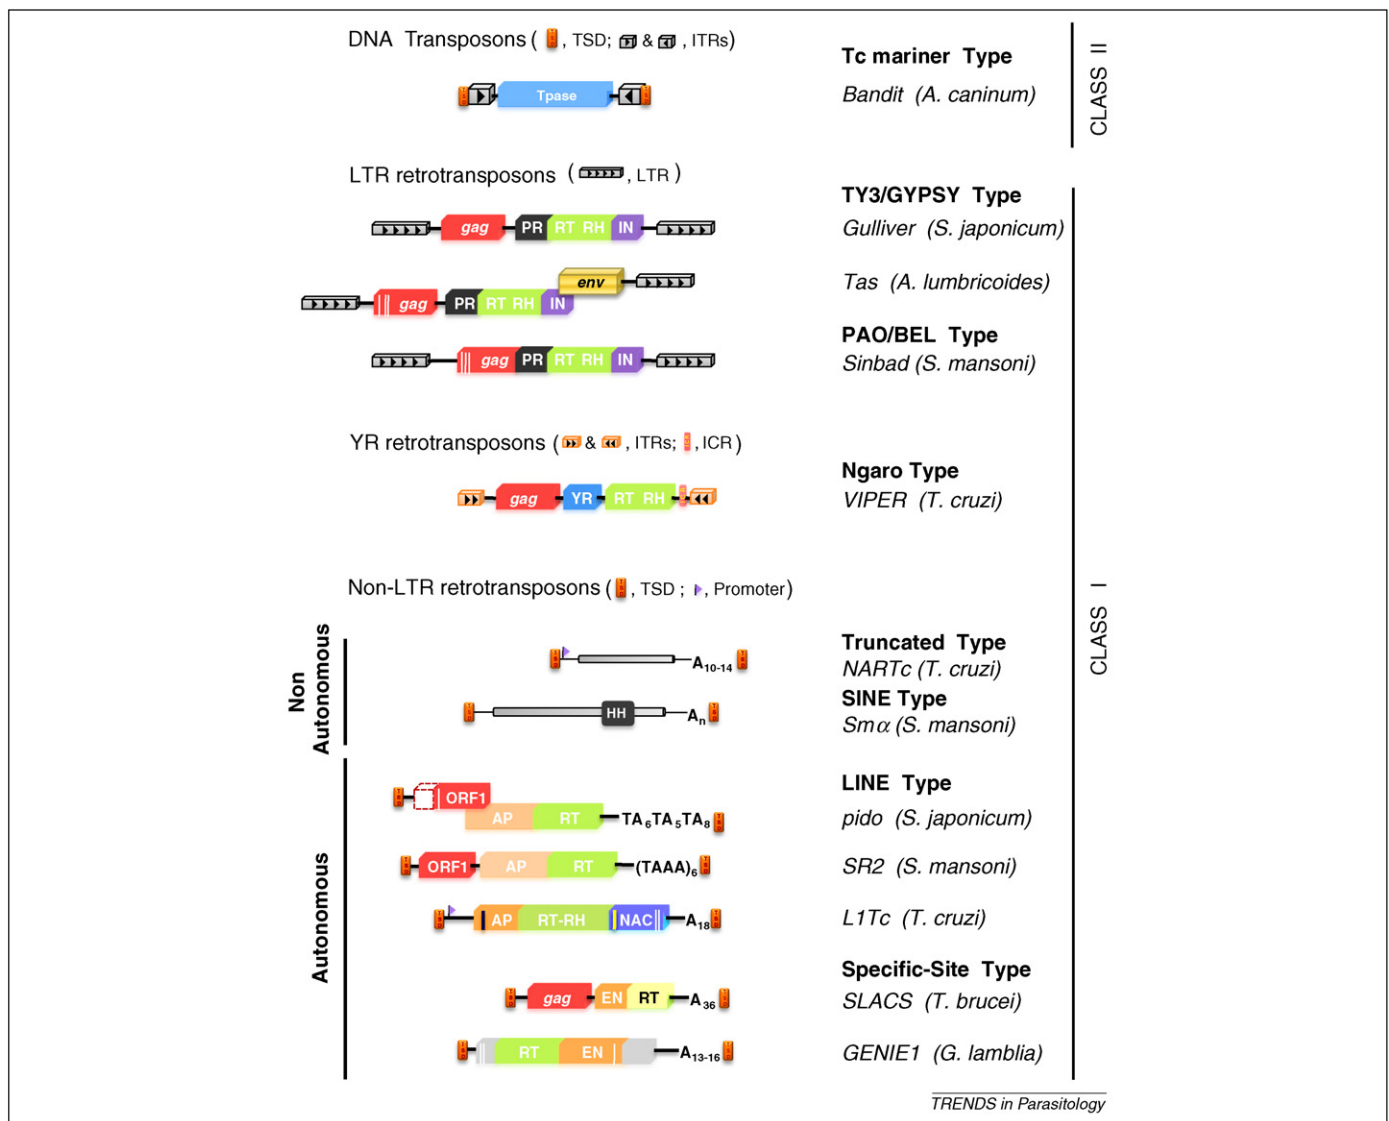 DNA Transposons ( , TSD; & , ITRs)
Tc mariner Type
Tpase
Bandit (A. caninum)
CLASS II
LTR retrotransposons ( , LTR )
TY3/GYPSY Type
gag PR RT RH IN
Gulliver (S. japonicum)
env
Tas (A. lumbricoides)
gag PR RT RH IN
PAO/BEL Type
gag PR RT RH IN
Sinbad (S. mansoni)
YR retrotransposons ( & , ITRs; , ICR)
Ngaro Type
gag YR RT RH
VIPER (T. cruzi)
Non-LTR retrotransposons ( , TSD ; , Promoter)
CLASS I
Non
Autonomous
Truncated Type
A10-14
NARTc (T. cruzi)
SINE Type
HH An
Smα (S. mansoni)
Autonomous
LINE Type
ORF1
AP RT TA6TA5TA8
pido (S. japonicum)
ORF1 AP RT (TAAA)6
SR2 (S. mansoni)
AP RT-RH NAC A18
L1Tc (T. cruzi)
Specific-Site Type
gag EN RT A36
SLACS (T. brucei)
RT EN A13-16
GENIE1 (G. lamblia)
TRENDS in Parasitology